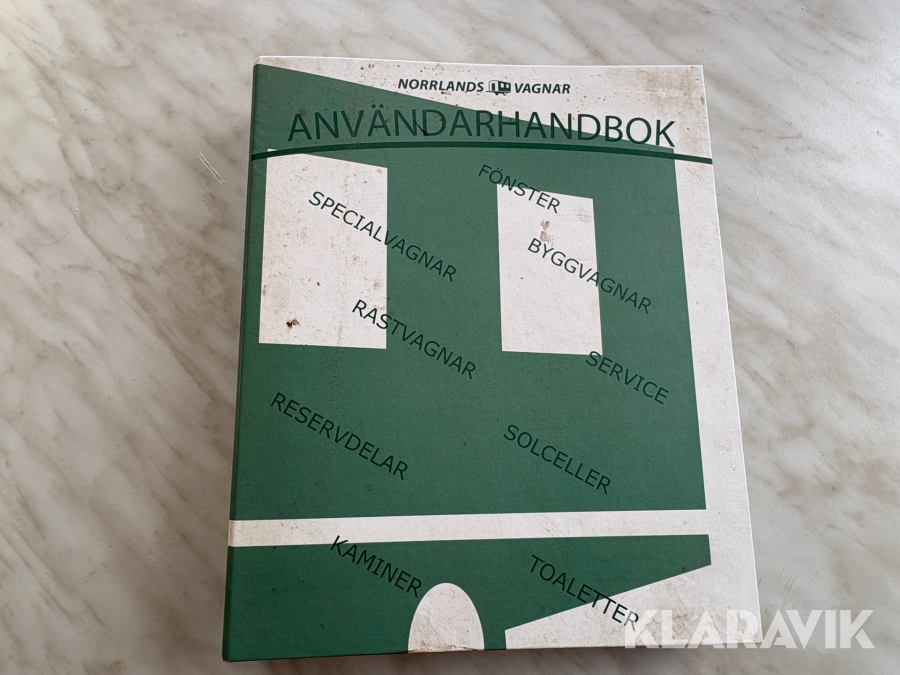 NORRLANDS VAGNAR
ANVÄNDARHANDBOK
FÖNSTER
SPECIALVAGNAR
BYGGVAGNAR
RASTVAGNAR
SERVICE
RESERVDELAR
SOLCELLER
KAMINER
TOALETTER
KLARAVIK